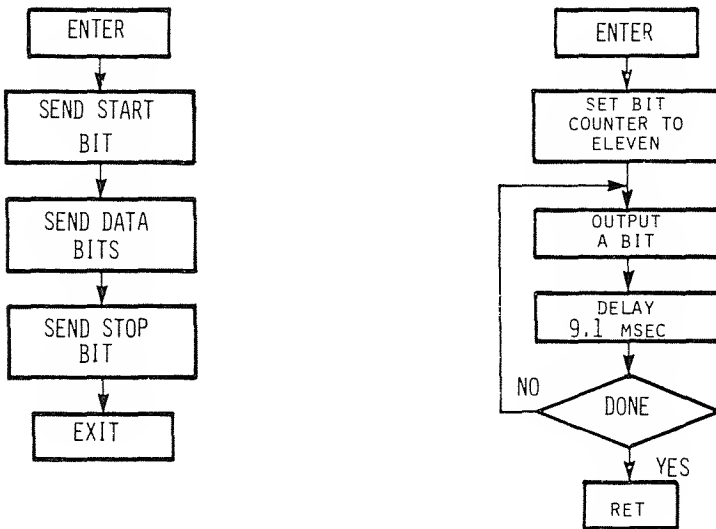 ENTER
SEND START
BIT
SEND DATA
BITS
SEND STOP
BIT
EXIT
ENTER
SET BIT
COUNTER TO
ELEVEN
OUTPUT
A BIT
DELAY
9.1 MSEC
NO
DONE
YES
RET